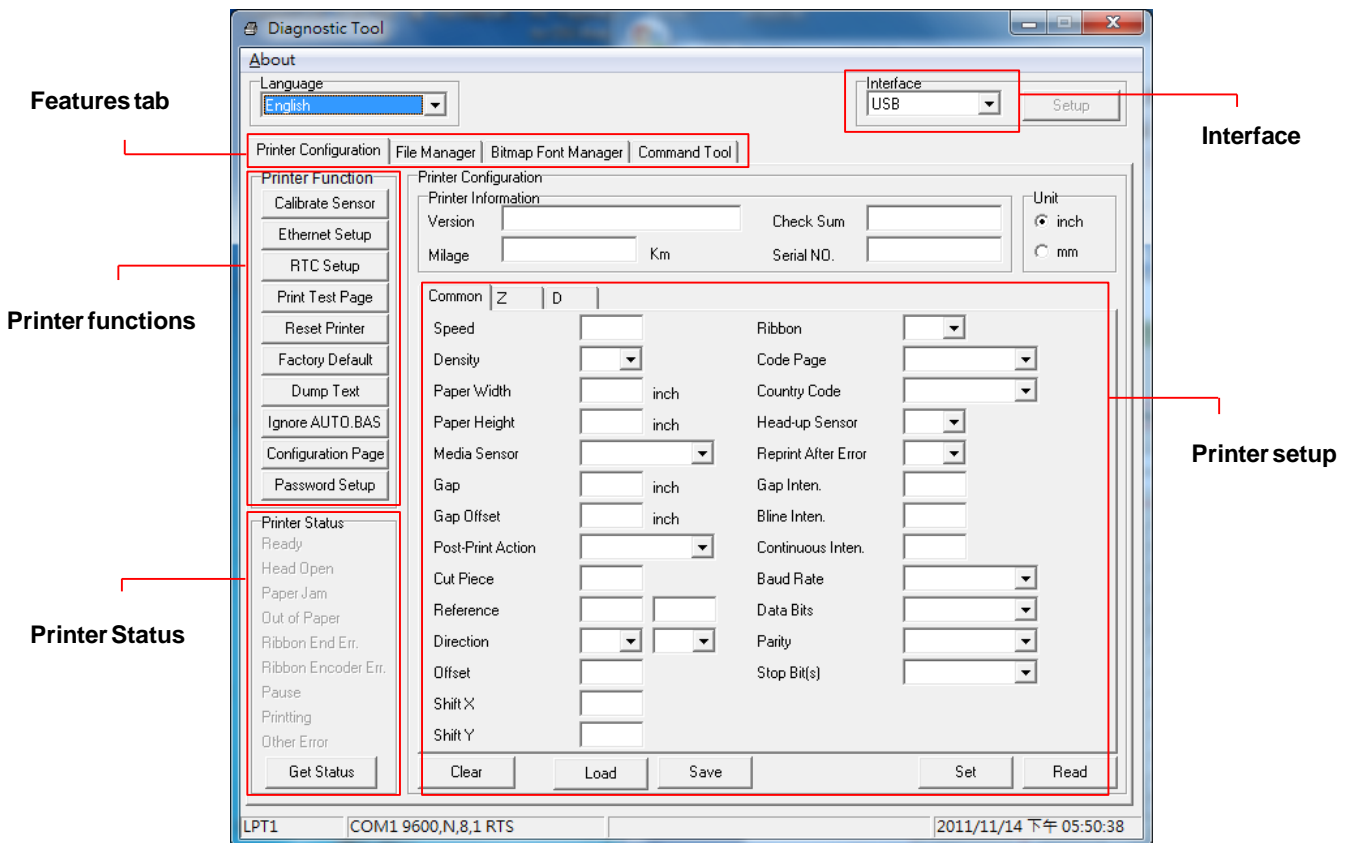 Diagnostic Tool
About
Language
English
Interface
USB
Setup
Features tab
Interface
Printer Configuration
File Manager
Bitmap Font Manager
Command Tool
Printer Function
Calibrate Sensor
Ethernet Setup
RTC Setup
Print Test Page
Reset Printer
Factory Default
Dump Text
Ignore AUTO.BAS
Configuration Page
Password Setup
Printer functions
Printer Configuration
Printer Information
Version
Check Sum
Milage
Km
Serial NO.
Unit
inch
mm
Common
Z
D
Speed
Ribbon
Density
Code Page
Paper Width inch
Country Code
Paper Height inch
Head-up Sensor
Media Sensor
Reprint After Error
Gap inch
Gap Inten.
Gap Offset inch
Bline Inten.
Post-Print Action
Continuous Inten.
Cut Piece
Baud Rate
Reference
Data Bits
Direction
Parity
Offset
Stop Bit(s)
Shift X
Shift Y
Clear
Load
Save
Set
Read
Printer setup
Printer Status
Ready
Head Open
Paper Jam
Out of Paper
Ribbon End Err.
Ribbon Encoder Err.
Pause
Printting
Other Error
Get Status
Printer Status
LPT1
COM1 9600,N,8,1 RTS
2011/11/14 下午 05:50:38